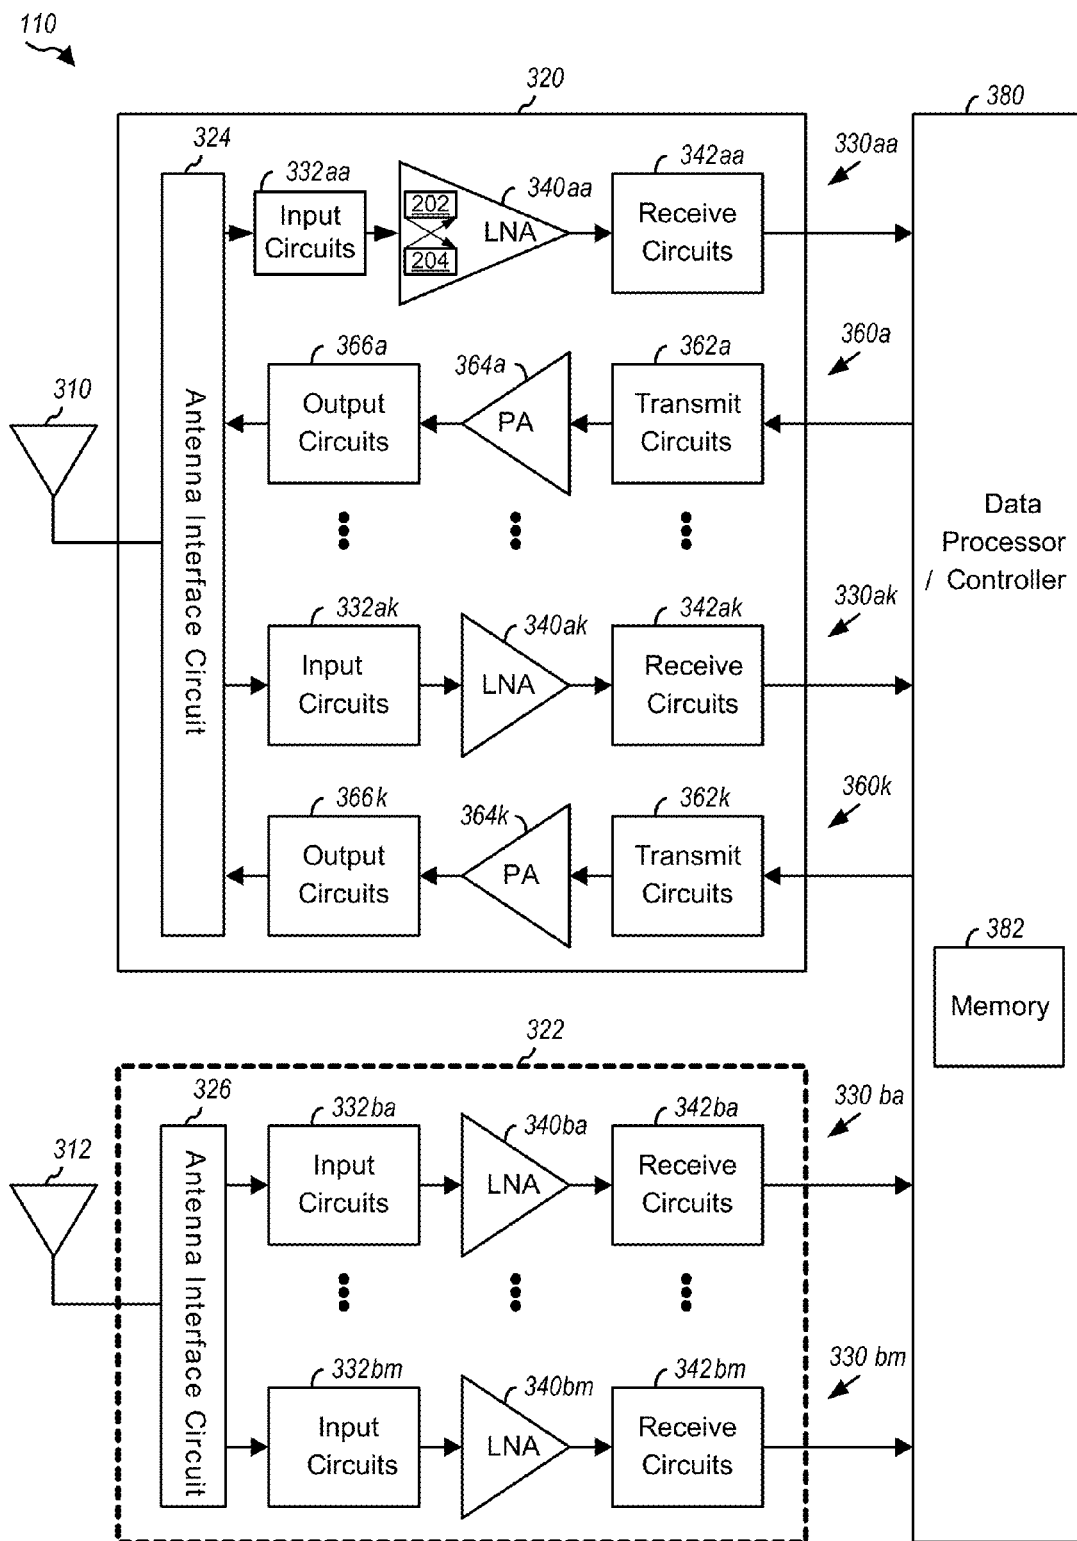 110
320
380
324
332aa
340aa
342aa
330aa
202
204
Input
Circuits
LNA
Receive
Circuits
366a
364a
362a
360a
310
Output
Circuits
PA
Transmit
Circuits
Antenna Interface Circuit
Data
Processor
/ Controller
332ak
340ak
342ak
330ak
Input
Circuits
LNA
Receive
Circuits
366k
364k
362k
360k
Output
Circuits
PA
Transmit
Circuits
382
Memory
322
326
332ba
340ba
342ba
330 ba
312
Input
Circuits
LNA
Receive
Circuits
Antenna Interface Circuit
332bm
340bm
342bm
330 bm
Input
Circuits
LNA
Receive
Circuits